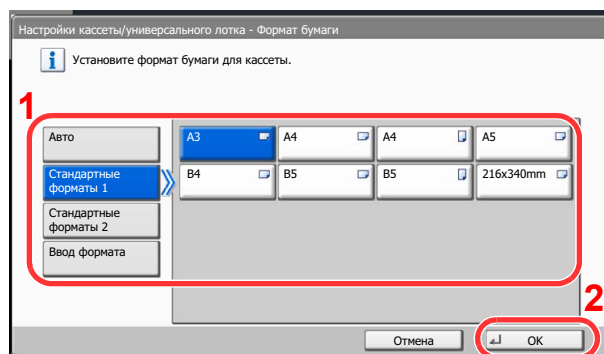 Настройки кассеты/универсального лотка - Формат бумаги
Установите формат бумаги для кассеты.
1
Авто
A3
A4
A4
A5
Стандартные
форматы 1
B4
B5
B5
216x340mm
Стандартные
форматы 2
Ввод формата
2
Отмена
OK